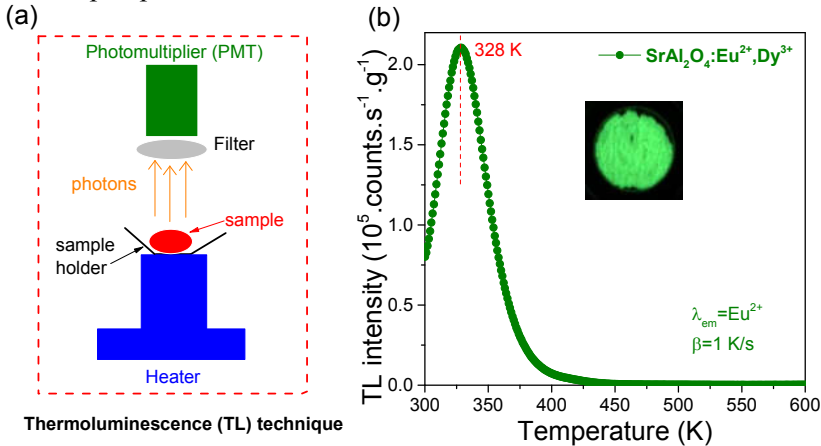 (a)
Photomultiplier (PMT)
Filter
photons
sample
sample
holder
Heater
Thermoluminescence (TL) technique
(b)
328 K
SrAl₂O₄:Eu²⁺,Dy³⁺
2.0
1.5
1.0
0.5
0.0
TL intensity (10⁵.counts.s⁻¹.g⁻¹)
λem=Eu²⁺
β=1 K/s
300 350 400 450 500 550 600
Temperature (K)